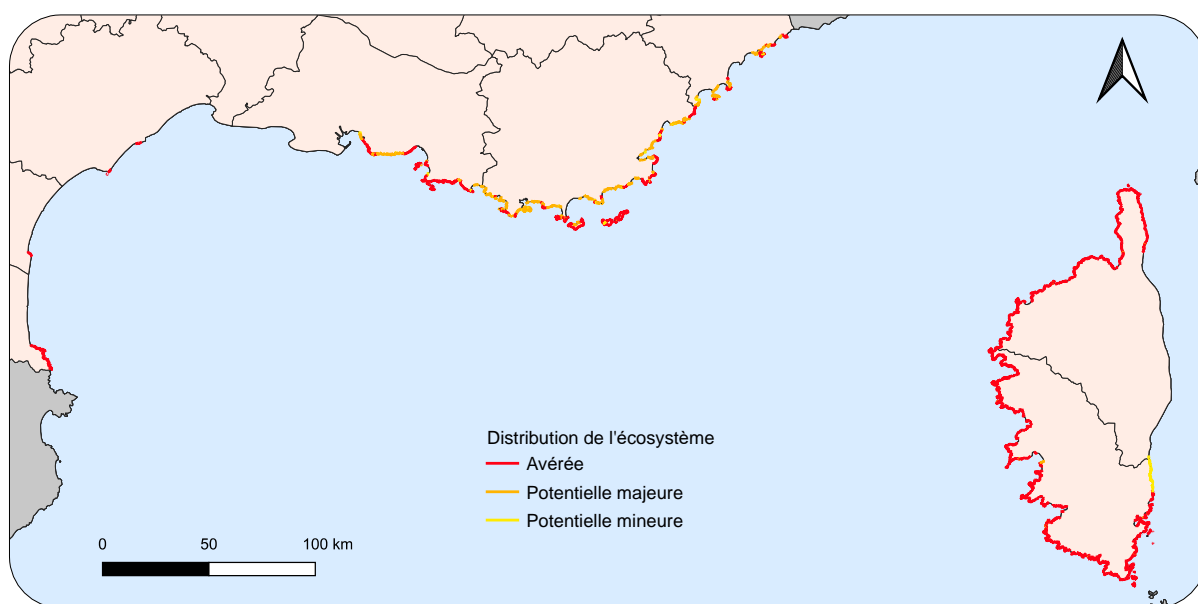 Distribution de l'écosystème
Avérée
Potentielle majeure
Potentielle mineure
0 50 100 km